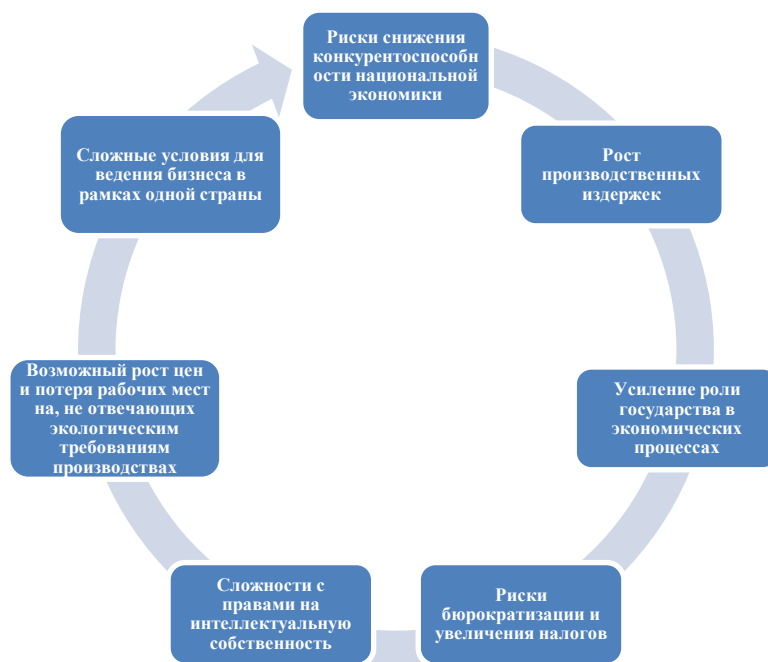 Риски снижения
конкурентоспособн
ости национальной
экономики
Рост
производственных
издержек
Усиление роли
государства в
экономических
процессах
Риски
бюрократизации и
увеличения налогов
Сложности с
правами на
интеллектуальную
собственность
Возможный рост цен
и потеря рабочих мест
на, не отвечающих
экологическим
требованиям
производствах
Сложные условия для
ведения бизнеса в
рамках одной страны